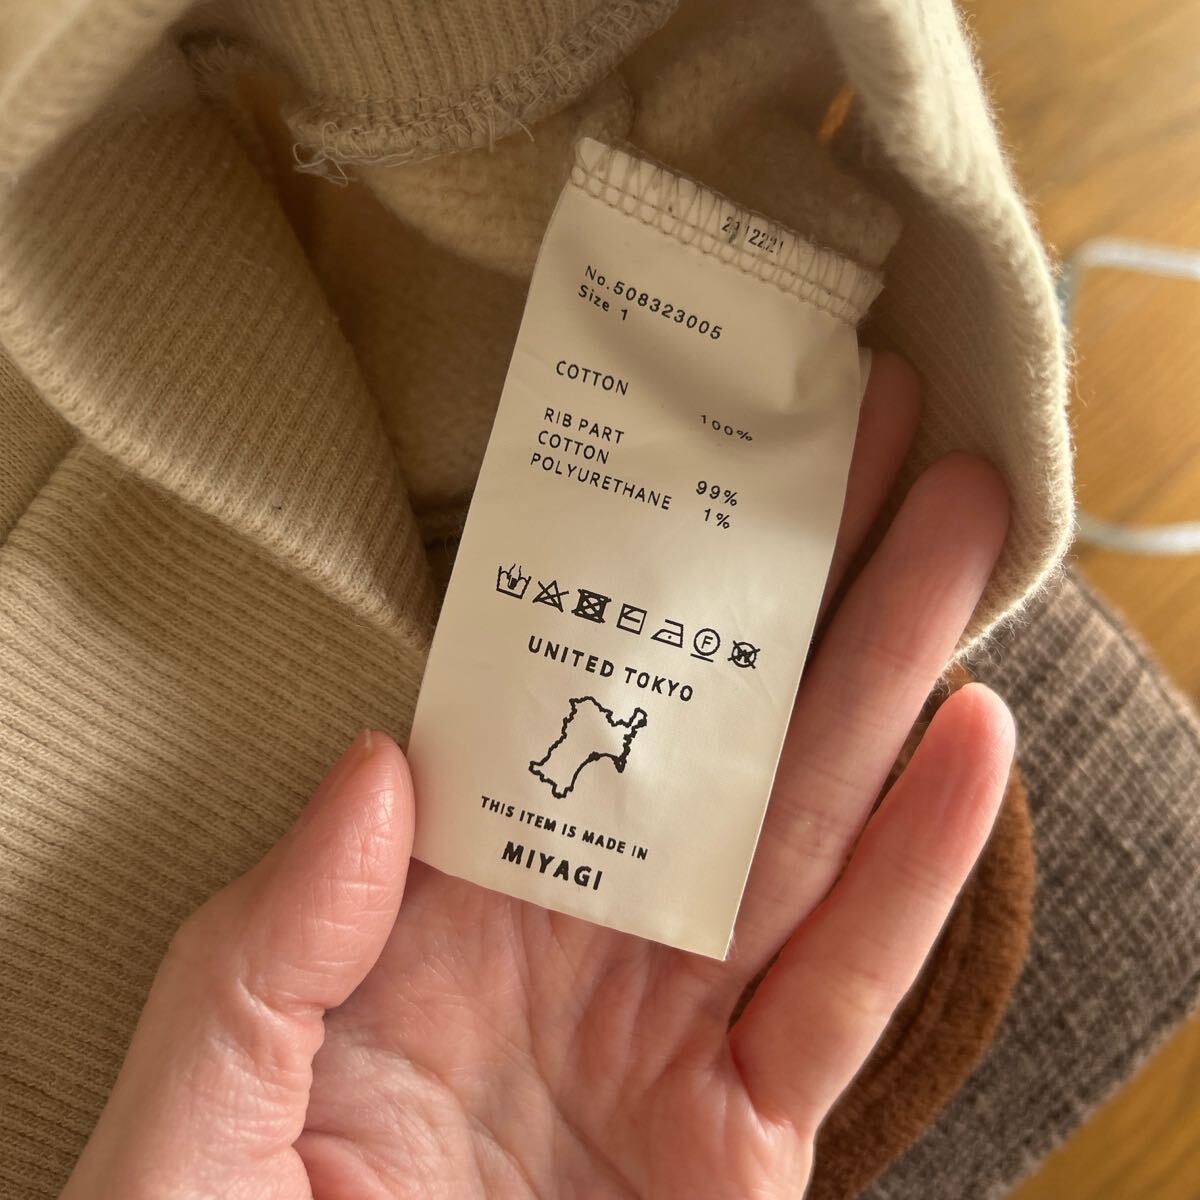 No.508323005
Size 1
COTTON 100%
RIB PART
COTTON 99%
POLYURETHANE 1%
F
W
UNITED TOKYO
THIS ITEM IS MADE IN
MIYAGI